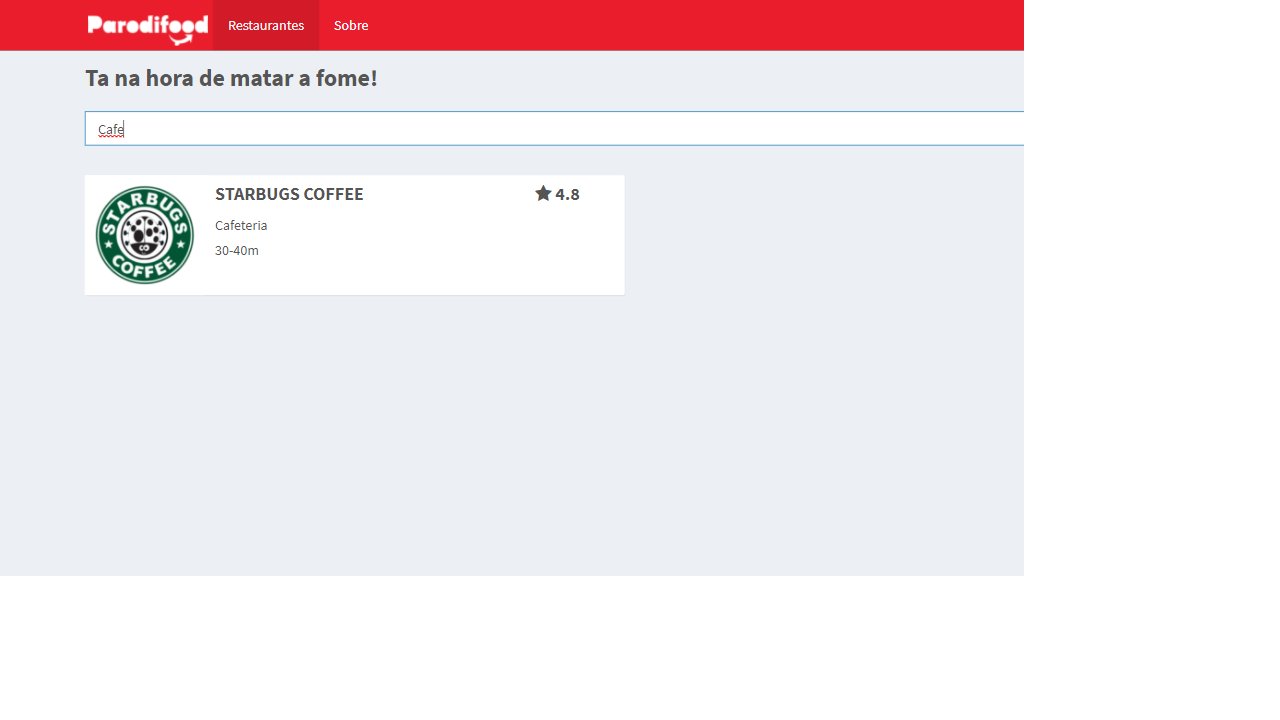 Parodifood Restaurantes Sobre
Ta na hora de matar a fome!
Cafe
STARBUGS COFFEE 4.8
Cafeteria
30-40m
STARBUGS
COFFEE